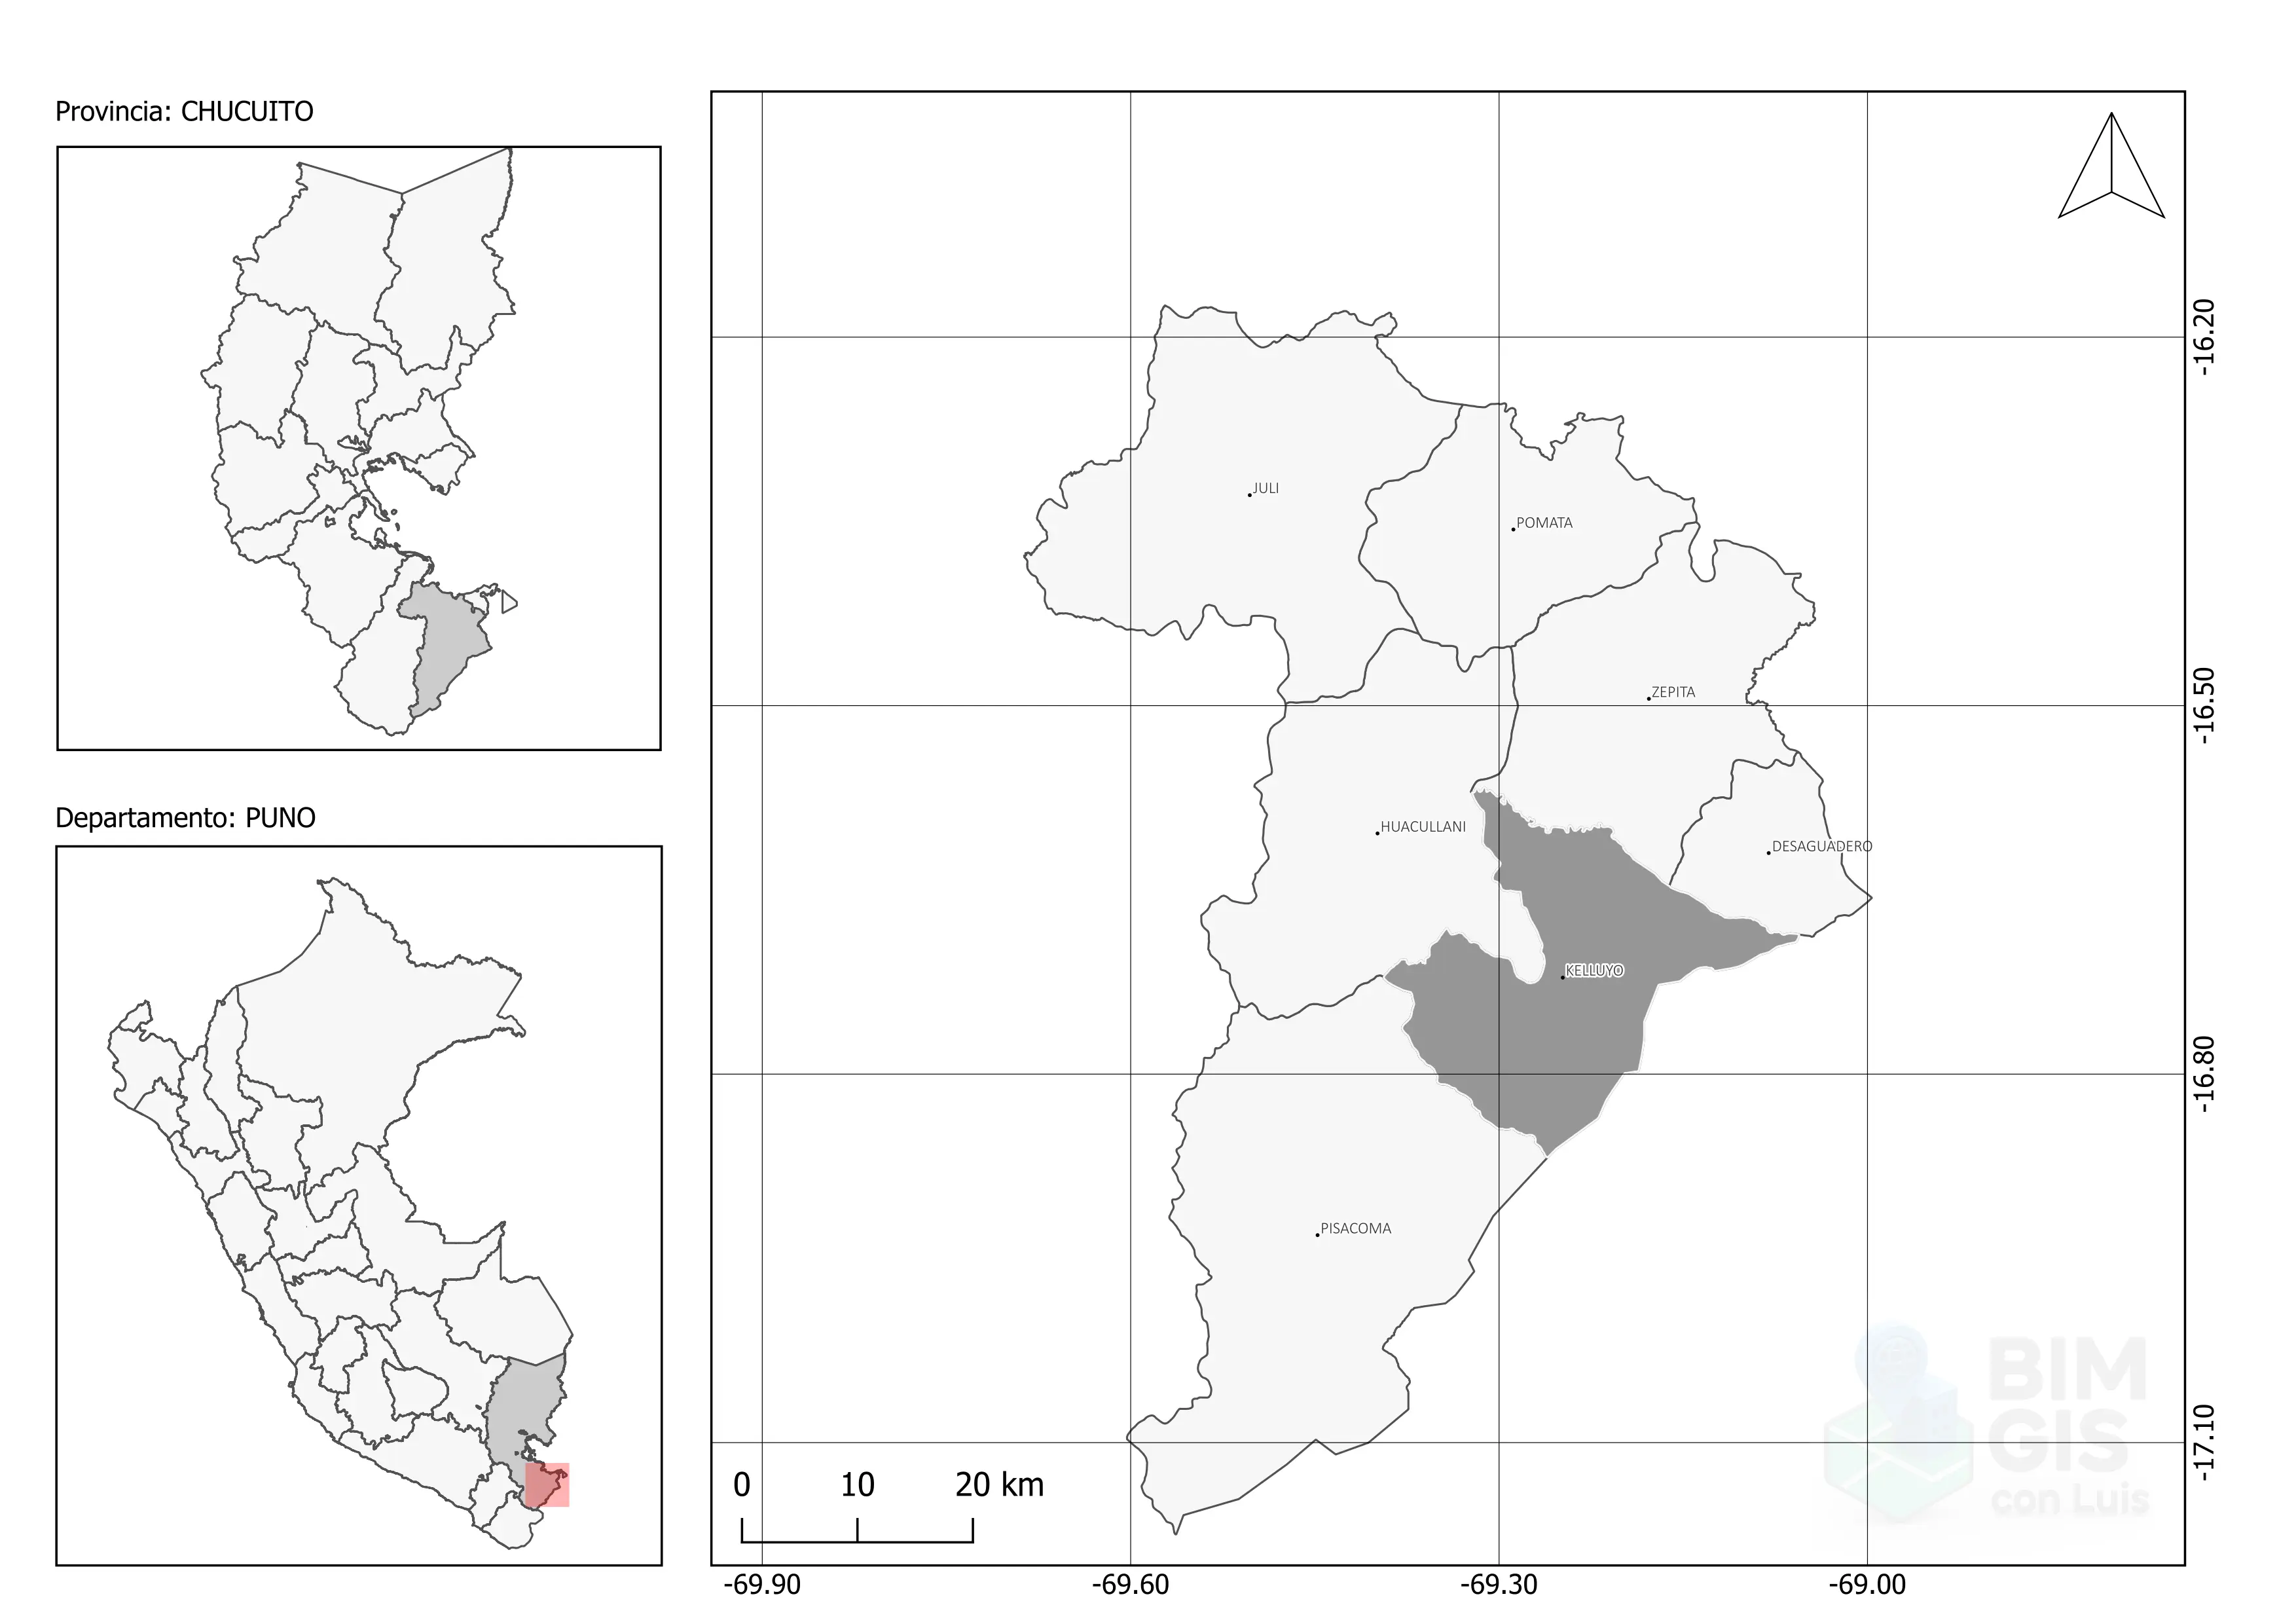 Provincia: CHUCUITO
Departamento: PUNO
JULI
POMATA
ZEPITA
HUACULLANI
DESAGUADERO
KELLUYO
PISACOMA
-16.20
-16.50
-16.80
-17.10
0 10 20 km
-69.90 -69.60 -69.30 -69.00
BIM
GIS
con Luis